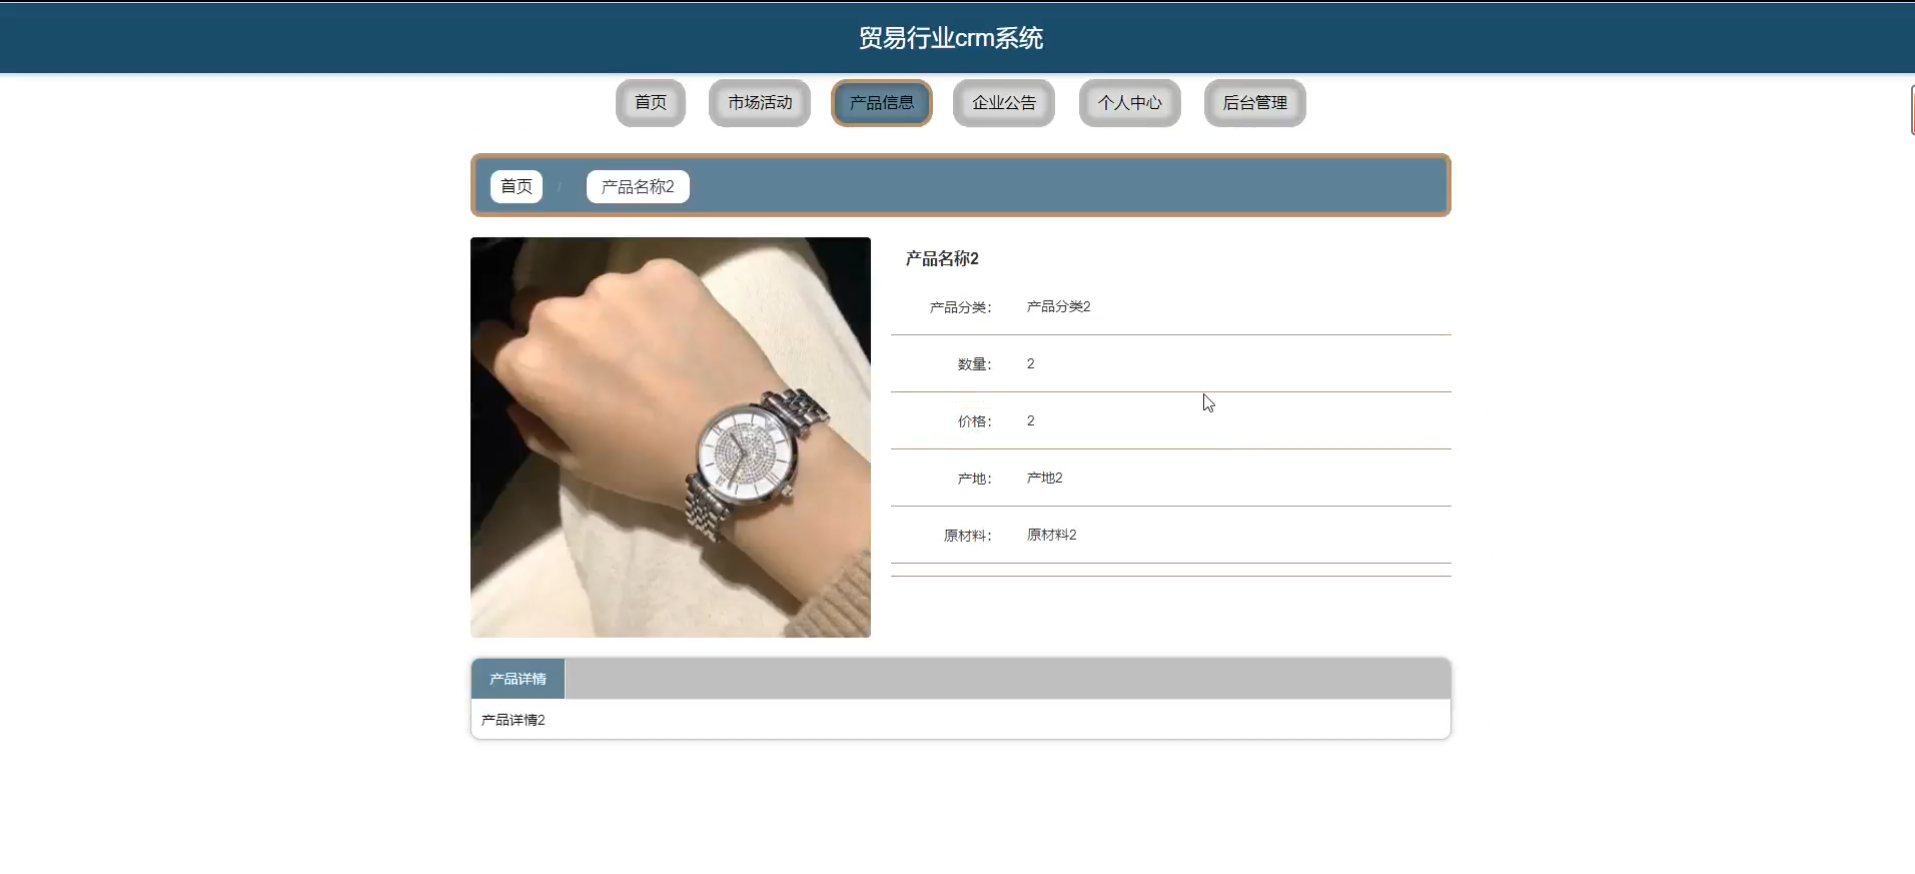 贸易行业crm系统
首页 市场活动 产品信息 企业公告 个人中心 后台管理
首页 / 产品名称2
产品名称2
产品分类: 产品分类2
数量: 2
价格: 2
产地: 产地2
原材料: 原材料2
产品详情
产品详情2